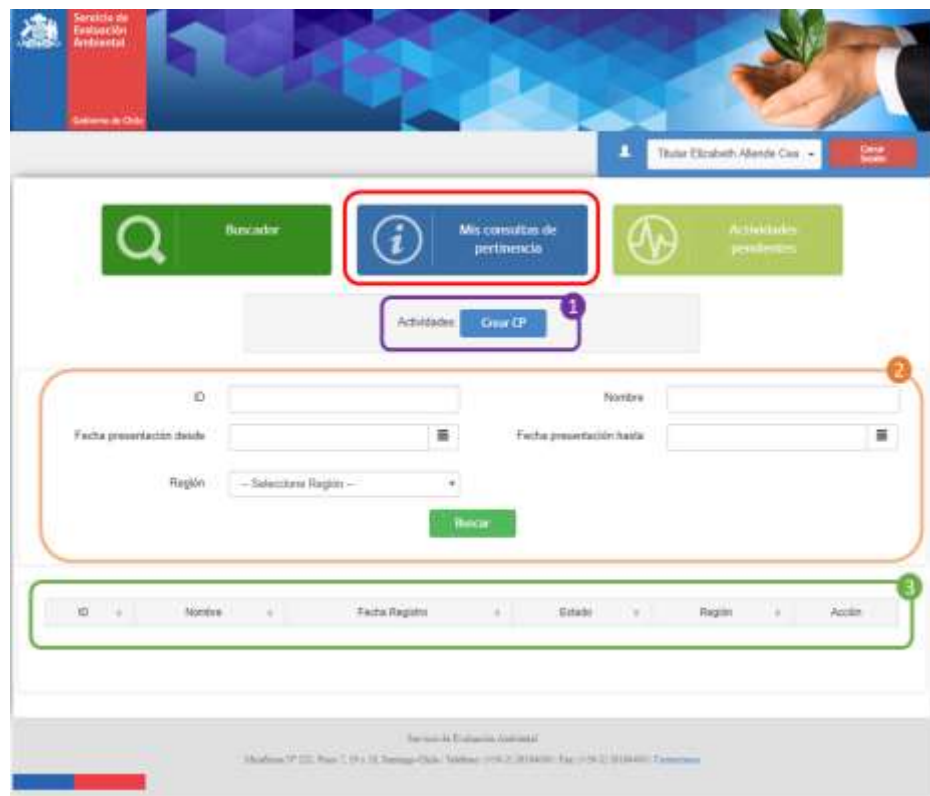 Servicio de
Evaluación
Ambiental
Gobierno de Chile
Titular Elizabeth Allende Cea
Cerrar
Sesión
Buscador
Mis consultas de
pertinencia
Actividades
pendientes
1
Actividades: Crear CP
2
ID
Nombre
Fecha presentación desde
Fecha presentación hasta
Región
-- Seleccione Región --
Buscar
3
ID Nombre Fecha Registro Estado Región Acción
Servicio de Evaluación Ambiental